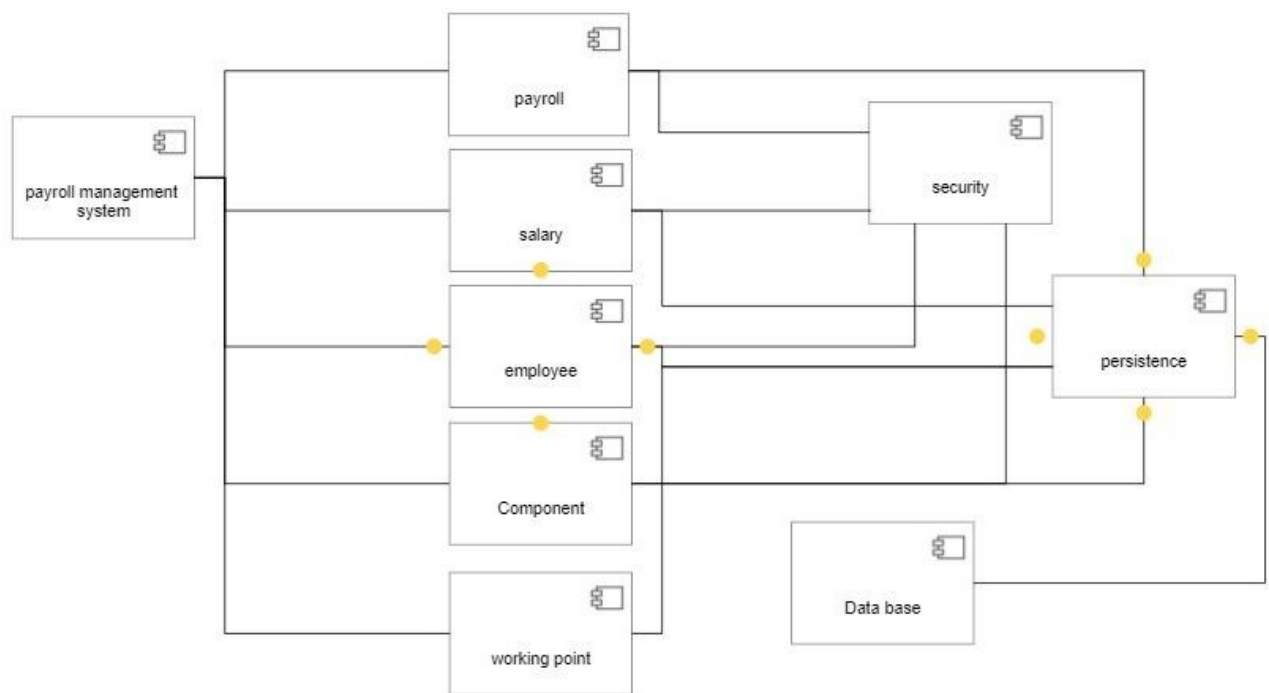 payroll
payroll management
system
security
salary
employee
persistence
Component
Data base
working point